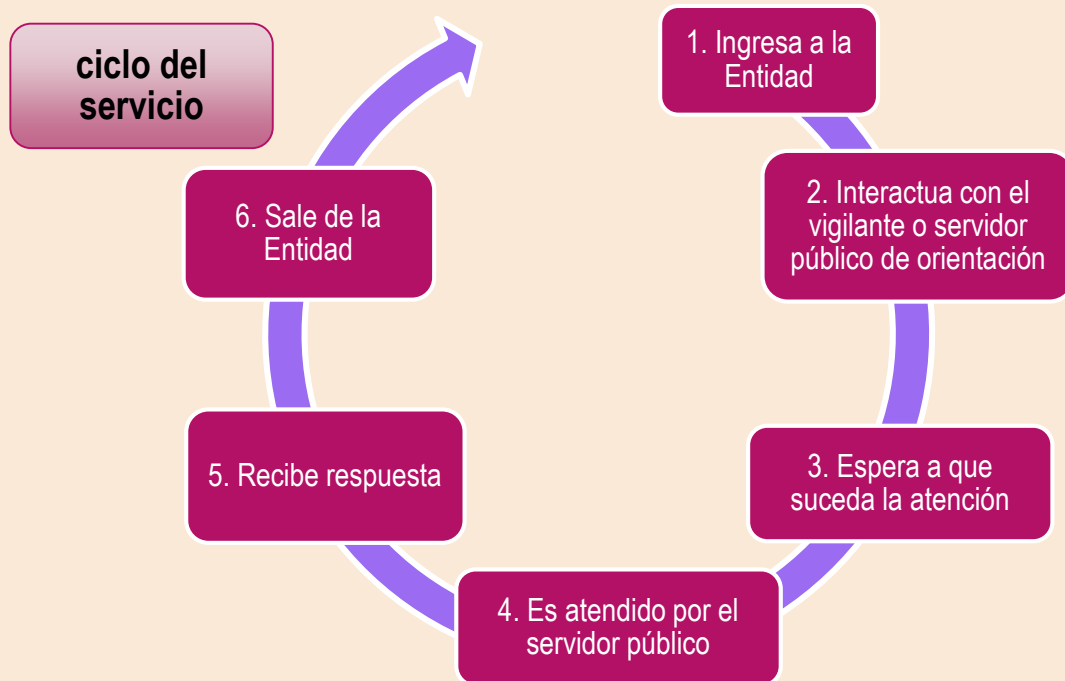 ciclo del
servicio
1. Ingresa a la
Entidad
2. Interactua con el
vigilante o servidor
público de orientación
3. Espera a que
suceda la atención
4. Es atendido por el
servidor público
5. Recibe respuesta
6. Sale de la
Entidad